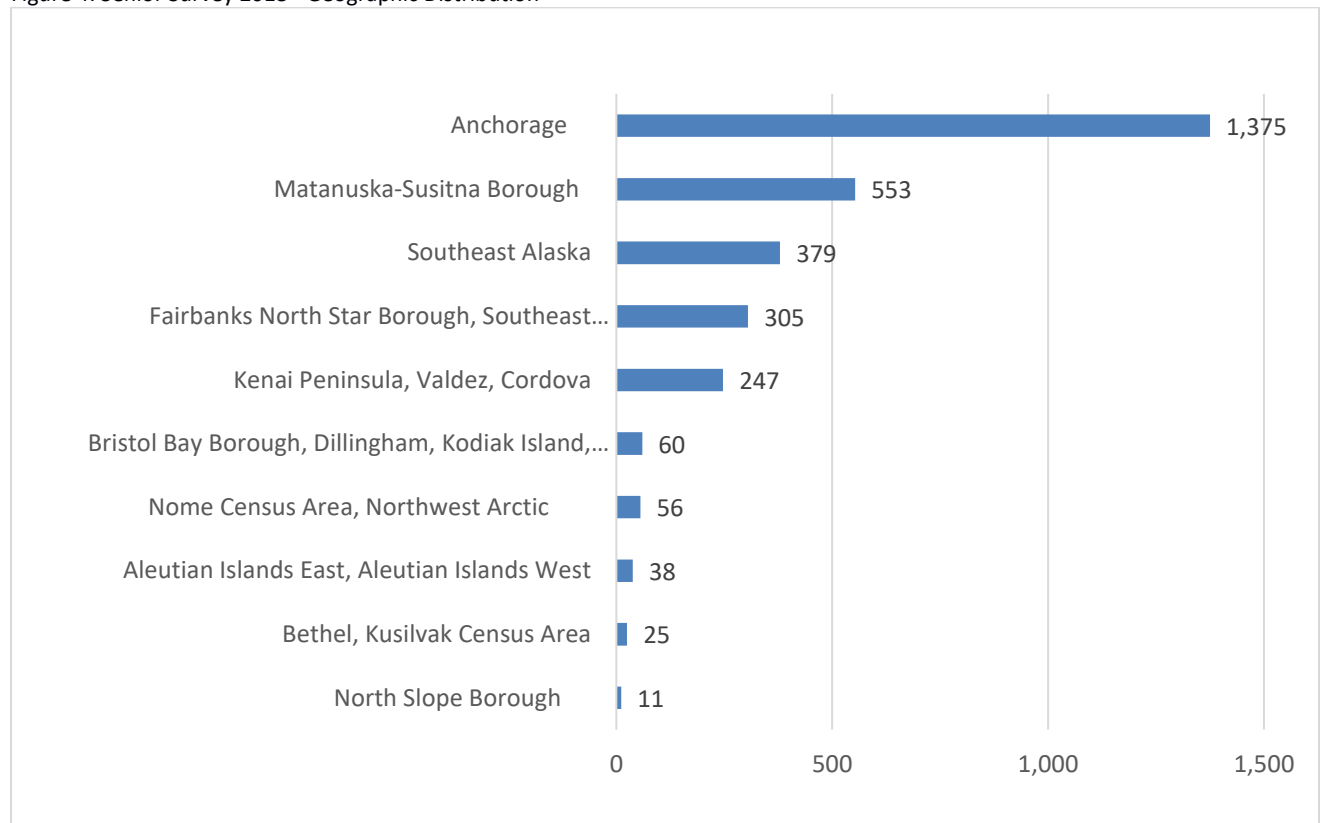 Anchorage 1,375
Matanuska-Susitna Borough 553
Southeast Alaska 379
Fairbanks North Star Borough, Southeast... 305
Kenai Peninsula, Valdez, Cordova 247
Bristol Bay Borough, Dillingham, Kodiak Island,... 60
Nome Census Area, Northwest Arctic 56
Aleutian Islands East, Aleutian Islands West 38
Bethel, Kusilvak Census Area 25
North Slope Borough 11
0 500 1,000 1,500